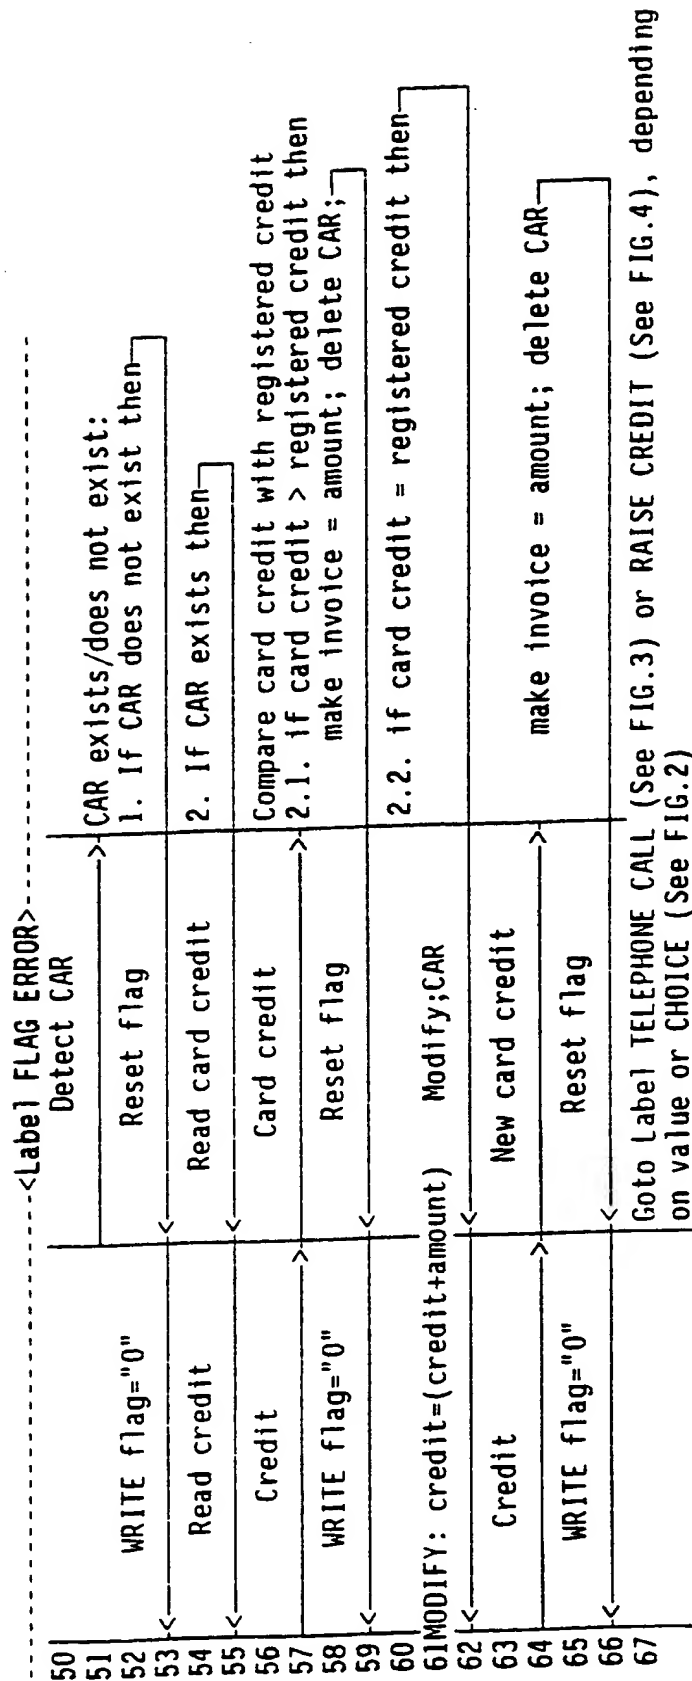 <Label FLAG ERROR>
50 Detect CAR
51 CAR exists/does not exist:
52 WRITE flag="0" Reset flag 1. If CAR does not exist then
53
54 Read credit Read card credit 2. If CAR exists then
55
56 Credit Card credit Compare card credit with registered credit
57 2.1. if card credit > registered credit then
58 WRITE flag="0" Reset flag make invoice = amount; delete CAR;
59
60 2.2. if card credit = registered credit then
61 MODIFY: credit=(credit+amount) Modify;CAR
62
63 Credit New card credit
64 make invoice = amount; delete CAR
65 WRITE flag="0" Reset flag
66
67 Goto Label TELEPHONE CALL (See FIG.3) or RAISE CREDIT (See FIG.4), depending
on value or CHOICE (See FIG.2)